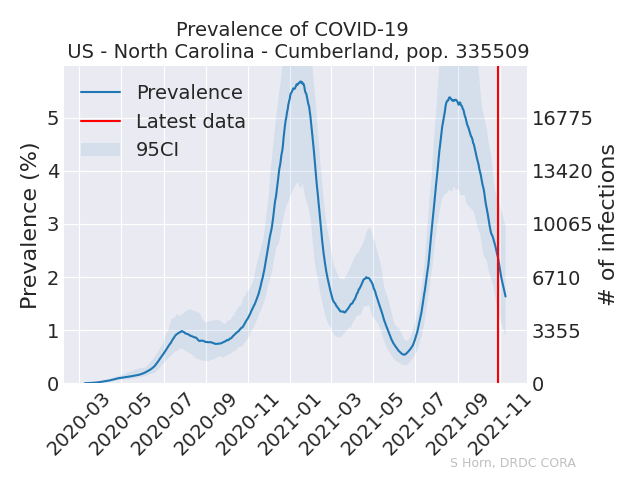 Prevalence of COVID-19
US - North Carolina - Cumberland, pop. 335509
Prevalence
Latest data
95CI
Prevalence (%)
5
4
3
2
1
0
16775
13420
10065
6710
3355
0
# of infections
2020-03
2020-05
2020-07
2020-09
2020-11
2021-01
2021-03
2021-05
2021-07
2021-09
2021-11
S Horn, DRDC CORA